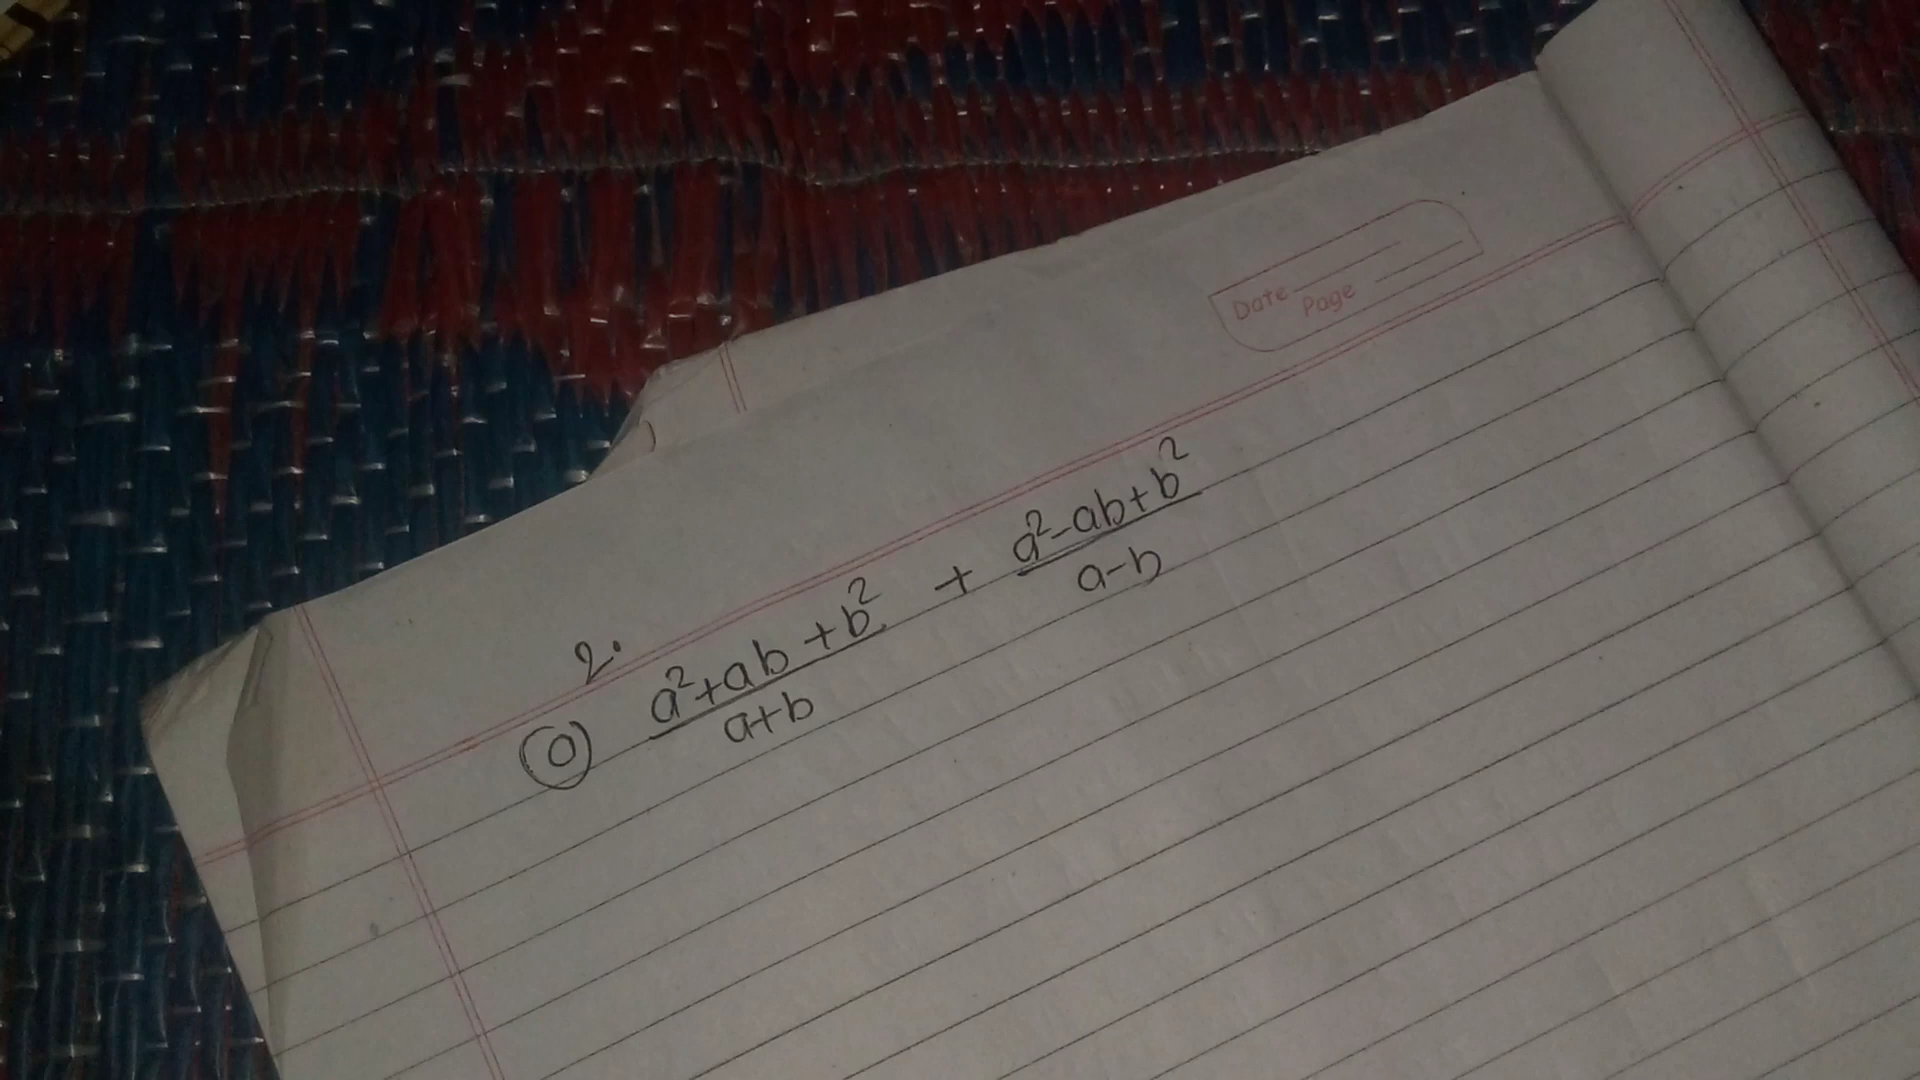 Date
Page
2.
(a) a²+ab+b²/a+b + a²-ab+b²/a-b